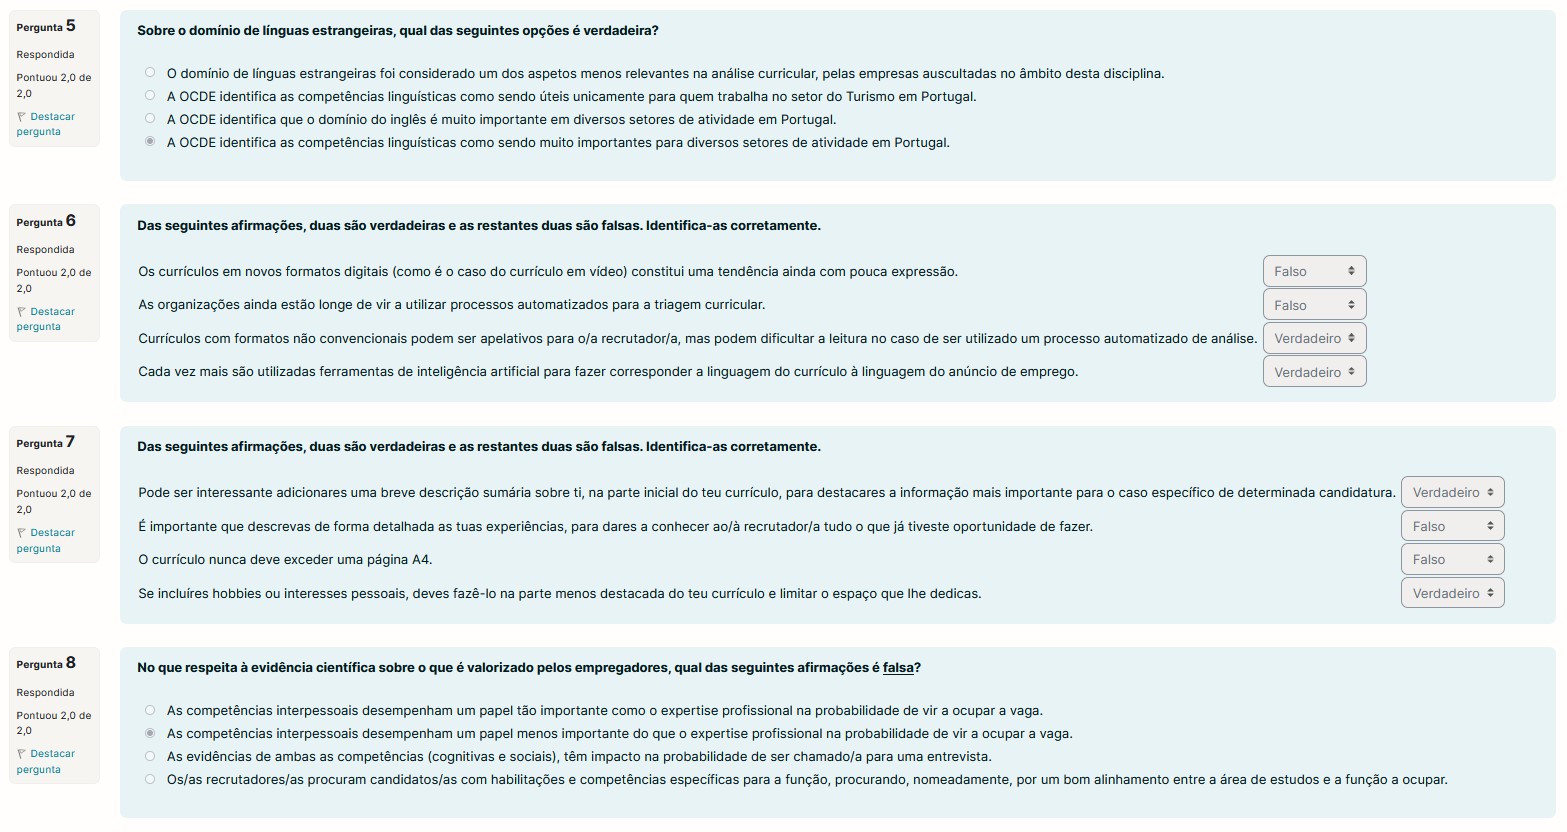 Pergunta 5
Respondida
Pontuou 2,0 de
2,0
Destacar
pergunta
Sobre o domínio de línguas estrangeiras, qual das seguintes opções é verdadeira?
O domínio de línguas estrangeiras foi considerado um dos aspetos menos relevantes na análise curricular, pelas empresas auscultadas no âmbito desta disciplina.
A OCDE identifica as competências linguísticas como sendo úteis unicamente para quem trabalha no setor do Turismo em Portugal.
A OCDE identifica que o domínio do inglês é muito importante em diversos setores de atividade em Portugal.
A OCDE identifica as competências linguísticas como sendo muito importantes para diversos setores de atividade em Portugal.
Pergunta 6
Respondida
Pontuou 2,0 de
2,0
Destacar
pergunta
Das seguintes afirmações, duas são verdadeiras e as restantes duas são falsas. Identifica-as corretamente.
Os currículos em novos formatos digitais (como é o caso do currículo em vídeo) constitui uma tendência ainda com pouca expressão. Falso
As organizações ainda estão longe de vir a utilizar processos automatizados para a triagem curricular. Falso
Currículos com formatos não convencionais podem ser apelativos para o/a recrutador/a, mas podem dificultar a leitura no caso de ser utilizado um processo automatizado de análise. Verdadeiro
Cada vez mais são utilizadas ferramentas de inteligência artificial para fazer corresponder a linguagem do currículo à linguagem do anúncio de emprego. Verdadeiro
Pergunta 7
Respondida
Pontuou 2,0 de
2,0
Destacar
pergunta
Das seguintes afirmações, duas são verdadeiras e as restantes duas são falsas. Identifica-as corretamente.
Pode ser interessante adicionares uma breve descrição sumária sobre ti, na parte inicial do teu currículo, para destacares a informação mais importante para o caso específico de determinada candidatura. Verdadeiro
É importante que descrevas de forma detalhada as tuas experiências, para dares a conhecer ao/à recrutador/a tudo o que já tiveste oportunidade de fazer. Falso
O currículo nunca deve exceder uma página A4. Falso
Se incluíres hobbies ou interesses pessoais, deves fazê-lo na parte menos destacada do teu currículo e limitar o espaço que lhe dedicas. Verdadeiro
Pergunta 8
Respondida
Pontuou 2,0 de
2,0
Destacar
pergunta
No que respeita à evidência científica sobre o que é valorizado pelos empregadores, qual das seguintes afirmações é falsa?
As competências interpessoais desempenham um papel tão importante como o expertise profissional na probabilidade de vir a ocupar a vaga.
As competências interpessoais desempenham um papel menos importante do que o expertise profissional na probabilidade de vir a ocupar a vaga.
As evidências de ambas as competências (cognitivas e sociais), têm impacto na probabilidade de ser chamado/a para uma entrevista.
Os/as recrutadores/as procuram candidatos/as com habilitações e competências específicas para a função, procurando, nomeadamente, por um bom alinhamento entre a área de estudos e a função a ocupar.